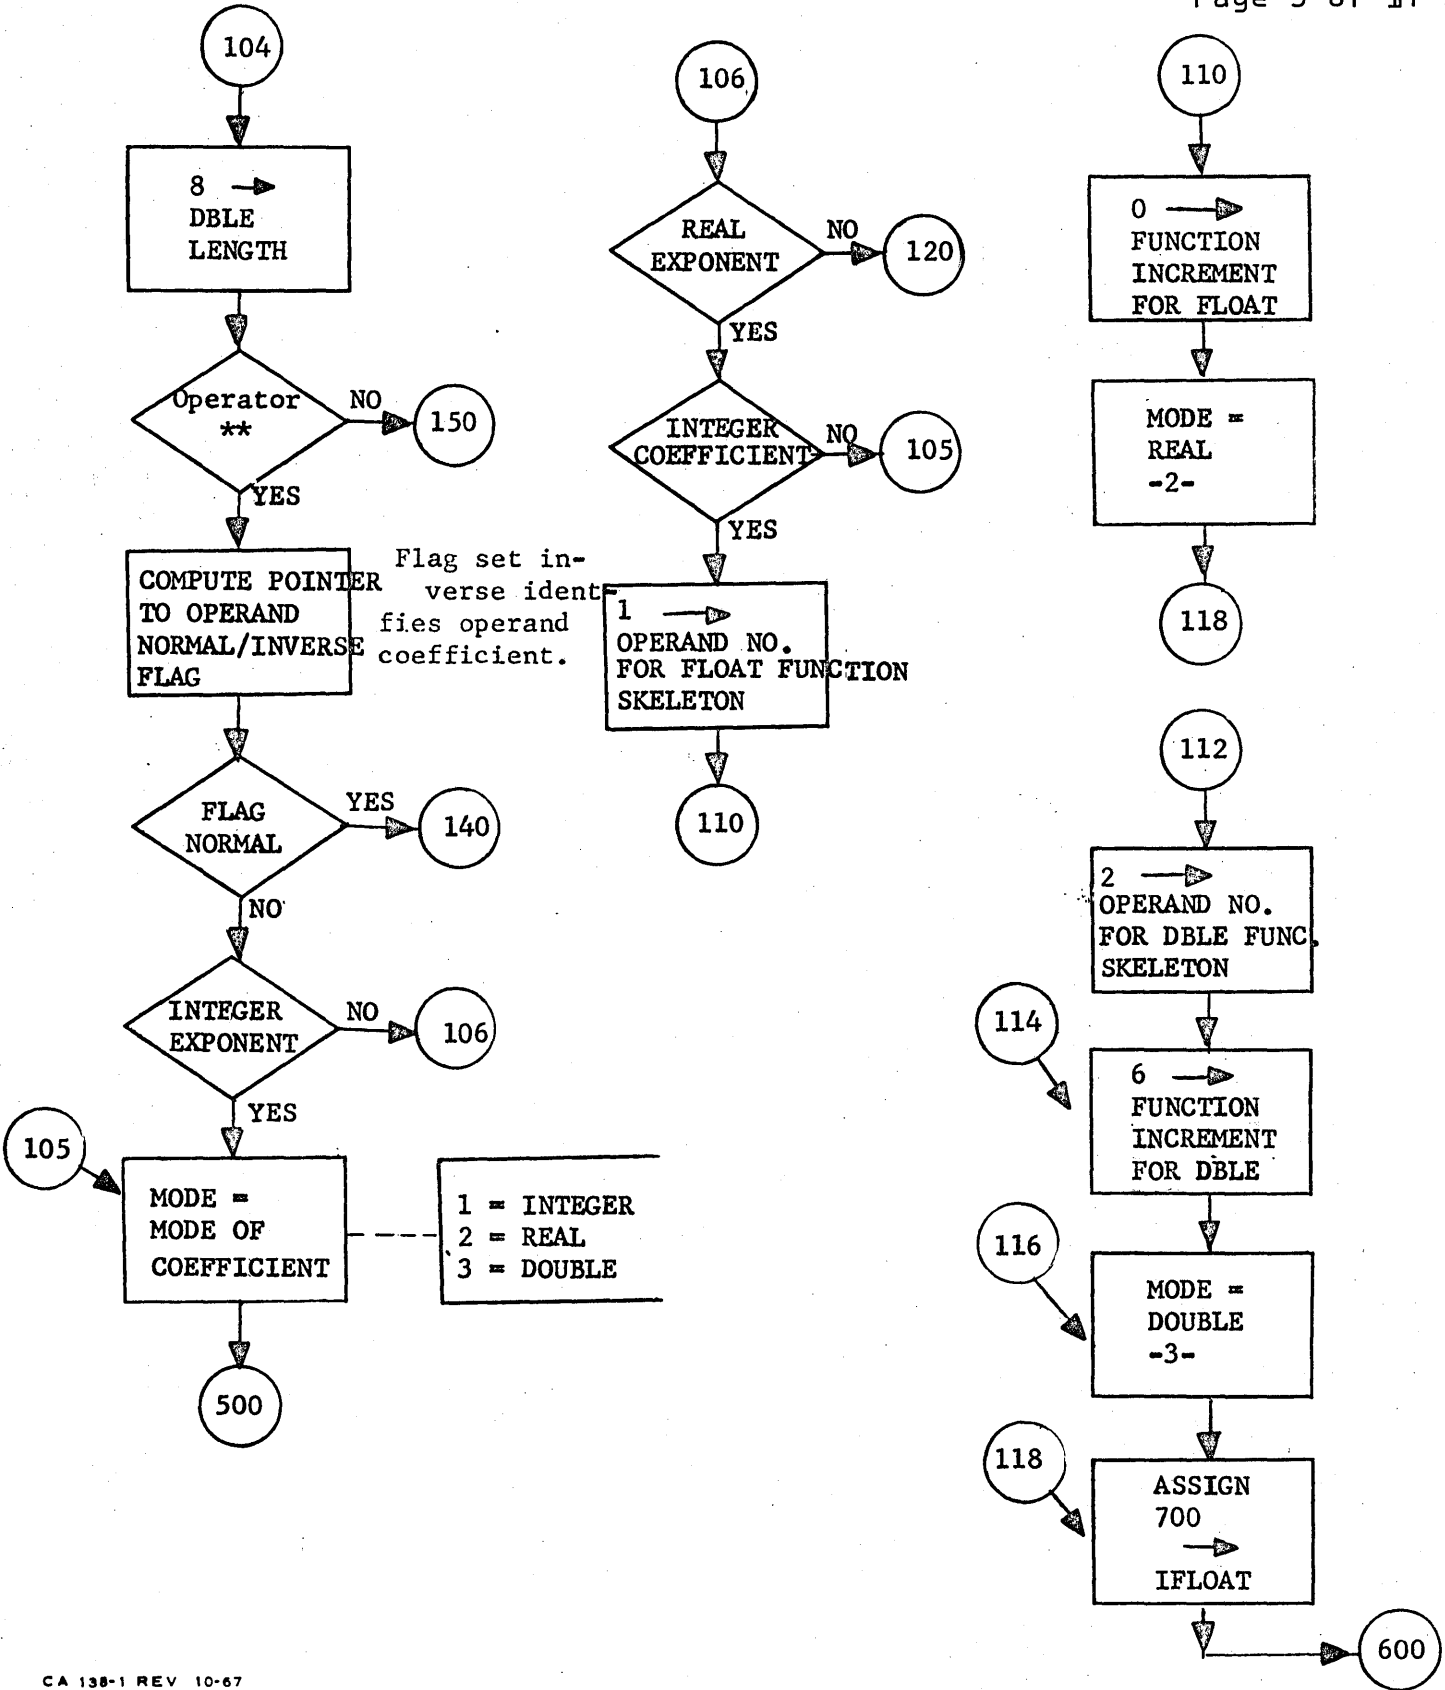 Page 5 of
104
8
DBLE
LENGTH
Operator
**
NO
150
YES
COMPUTE POINTER
TO OPERAND
NORMAL/INVERSE
FLAG
Flag set in-
verse identi-
fies operand
coefficient.
FLAG
NORMAL
YES
140
NO
INTEGER
EXPONENT
NO
106
YES
105
MODE =
MODE OF
COEFFICIENT
1 = INTEGER
2 = REAL
3 = DOUBLE
500
106
REAL
EXPONENT
NO
120
YES
INTEGER
COEFFICIENT
NO
105
YES
1
OPERAND NO.
FOR FLOAT FUNCTION
SKELETON
110
110
0
FUNCTION
INCREMENT
FOR FLOAT
MODE =
REAL
-2-
118
112
2
OPERAND NO.
FOR DBLE FUNC.
SKELETON
114
6
FUNCTION
INCREMENT
FOR DBLE
116
MODE =
DOUBLE
-3-
118
ASSIGN
700
IFLOAT
600
CA 138-1 REV 10-67